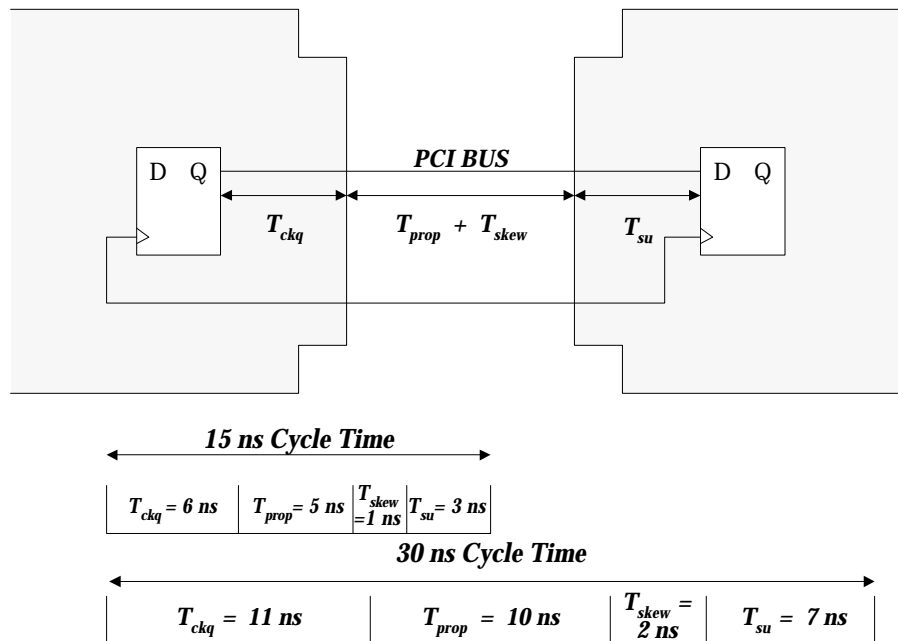 PCI BUS
D Q
D Q
T_ckq
T_prop + T_skew
T_su
15 ns Cycle Time
T_ckq = 6 ns
T_prop = 5 ns
T_skew
=1 ns
T_su = 3 ns
30 ns Cycle Time
T_ckq = 11 ns
T_prop = 10 ns
T_skew =
2 ns
T_su = 7 ns